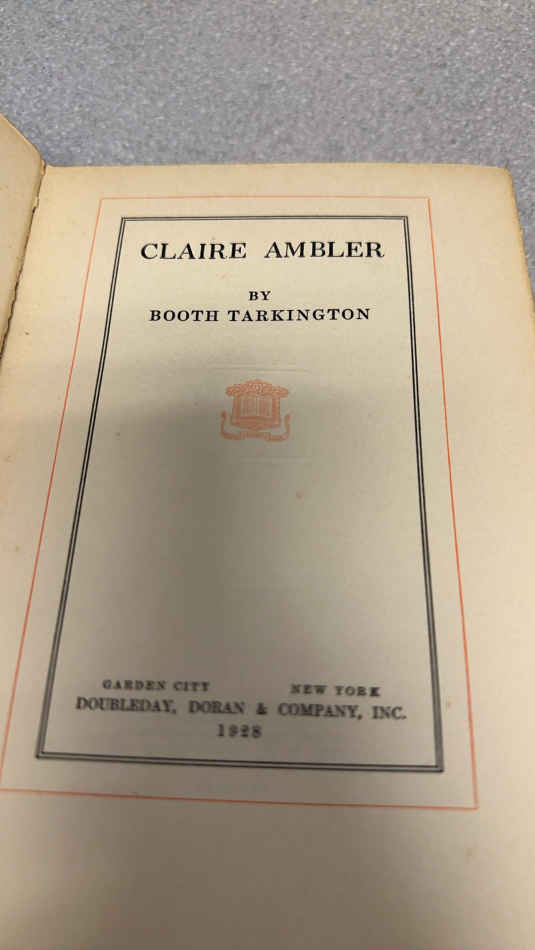 CLAIRE AMBLER
BY
BOOTH TARKINGTON
GARDEN CITY NEW YORK
DOUBLEDAY, DORAN & COMPANY, INC.
1928